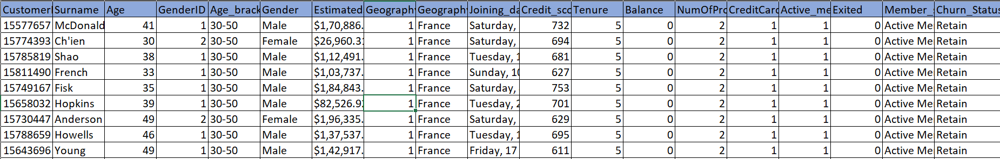 CustomerI Surname Age GenderID Age_brack Gender Estimated Geography Geography Joining_da Credit_sco Tenure Balance NumOfPro CreditCard Active_me Exited Member_s Churn_Status
15577657 McDonald 41 1 30-50 Male $1,70,886. 1 France Saturday, 732 5 0 2 1 1 0 Active Me Retain
15774393 Ch'ien 30 2 30-50 Female $26,960.31 1 France Saturday, 694 5 0 2 1 1 0 Active Me Retain
15785819 Shao 38 1 30-50 Male $1,12,491. 1 France Tuesday, 1 681 5 0 2 1 1 0 Active Me Retain
15811490 French 33 1 30-50 Male $1,03,737. 1 France Sunday, 10 627 5 0 2 1 1 0 Active Me Retain
15749167 Fisk 35 1 30-50 Male $1,84,843. 1 France Saturday, 753 5 0 2 1 1 0 Active Me Retain
15658032 Hopkins 39 1 30-50 Male $82,526.92 1 France Tuesday, 2 701 5 0 2 1 1 0 Active Me Retain
15730447 Anderson 49 2 30-50 Female $1,96,335. 1 France Saturday, 629 5 0 2 1 1 0 Active Me Retain
15788659 Howells 46 1 30-50 Male $1,37,537. 1 France Tuesday, 1 695 5 0 2 1 1 0 Active Me Retain
15643696 Young 49 1 30-50 Male $1,42,917. 1 France Friday, 17 611 5 0 2 1 1 0 Active Me Retain